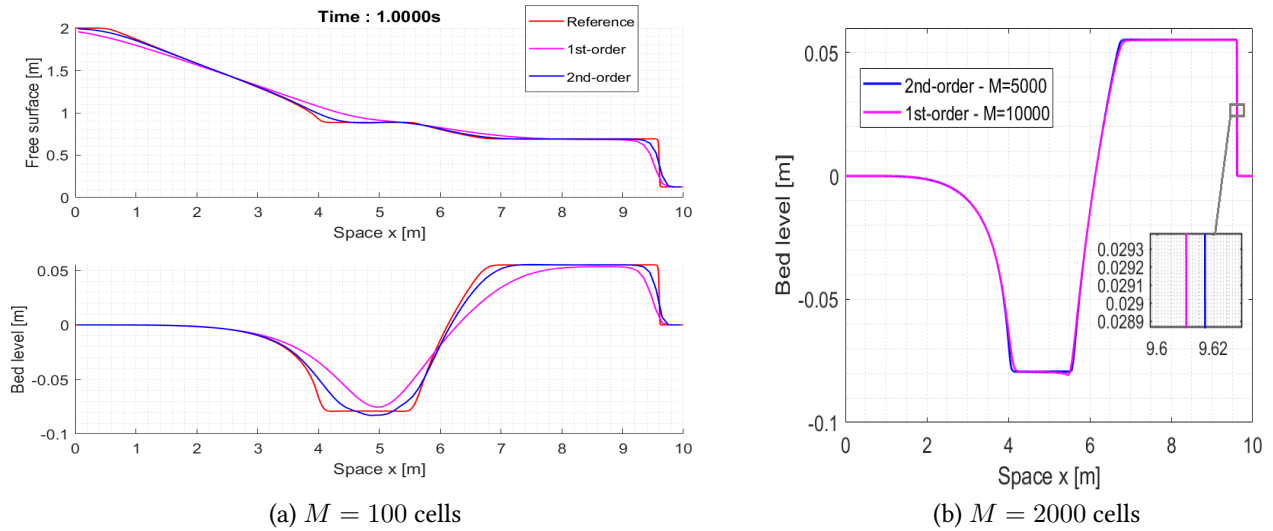 Time : 1.0000s
Reference
1st-order
2nd-order
Free surface [m]
2
1.5
1
0.5
0
0 1 2 3 4 5 6 7 8 9 10
Space x [m]
Bed level [m]
0.05
0
-0.05
-0.1
0 1 2 3 4 5 6 7 8 9 10
Space x [m]
(a) M = 100 cells
2nd-order - M=5000
1st-order - M=10000
Bed level [m]
0.05
0
-0.05
-0.1
0.0293
0.0292
0.0291
0.029
0.0289
9.6 9.62
0 2 4 6 8 10
Space x [m]
(b) M = 2000 cells